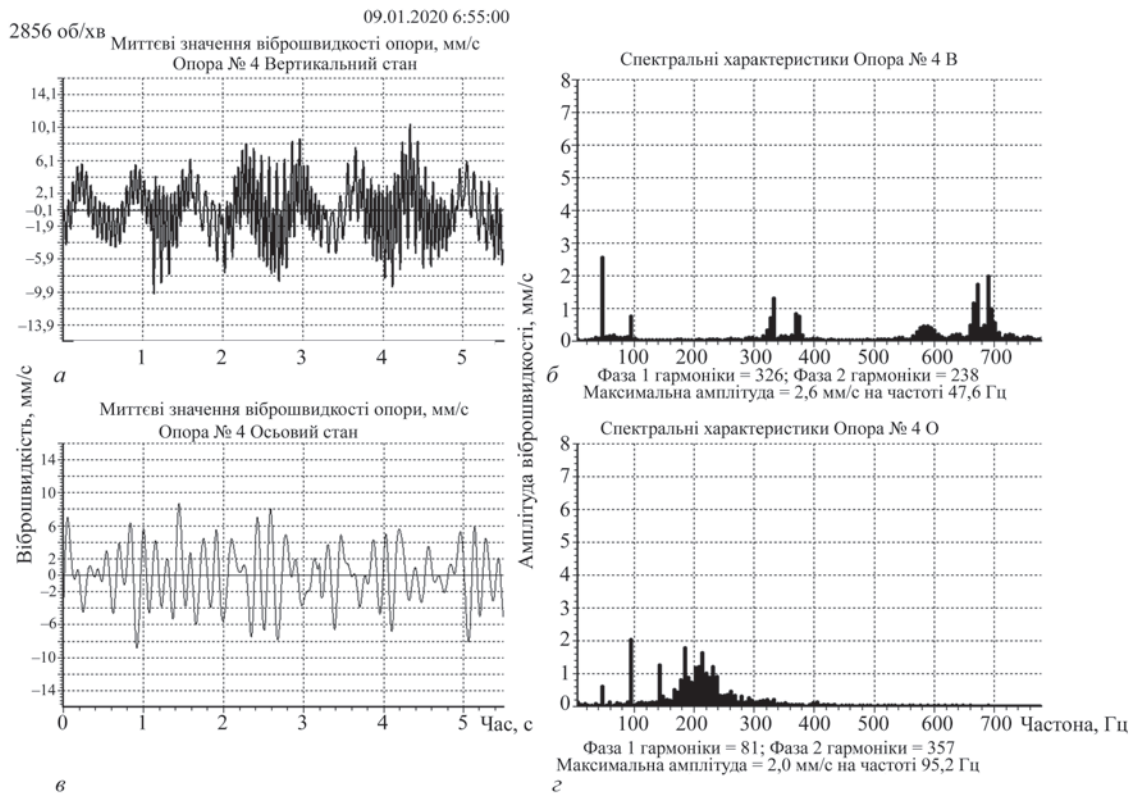 09.01.2020 6:55:00
2856 об/хв
Миттєві значення віброшвидкості опори, мм/с
Опора № 4 Вертикальний стан
14,1
10,1
6,1
2,1
–0,1
–1,9
–5,9
–9,9
–13,9
1 2 3 4 5
а
Спектральні характеристики Опора № 4 В
8
7
6
5
4
3
2
1
0
100 200 300 400 500 600 700
б
Фаза 1 гармоніки = 326; Фаза 2 гармоніки = 238
Максимальна амплітуда = 2,6 мм/с на частоті 47,6 Гц
Віброшвидкість, мм/с
Миттєві значення віброшвидкості опори, мм/с
Опора № 4 Осьовий стан
14
10
6
2
0
–2
–6
–10
–14
0 1 2 3 4 5 Час, с
в
Амплітуда віброшвидкості, мм/с
Спектральні характеристики Опора № 4 О
8
7
6
5
4
3
2
1
0
100 200 300 400 500 600 700 Частона, Гц
Фаза 1 гармоніки = 81; Фаза 2 гармоніки = 357
Максимальна амплітуда = 2,0 мм/с на частоті 95,2 Гц
г